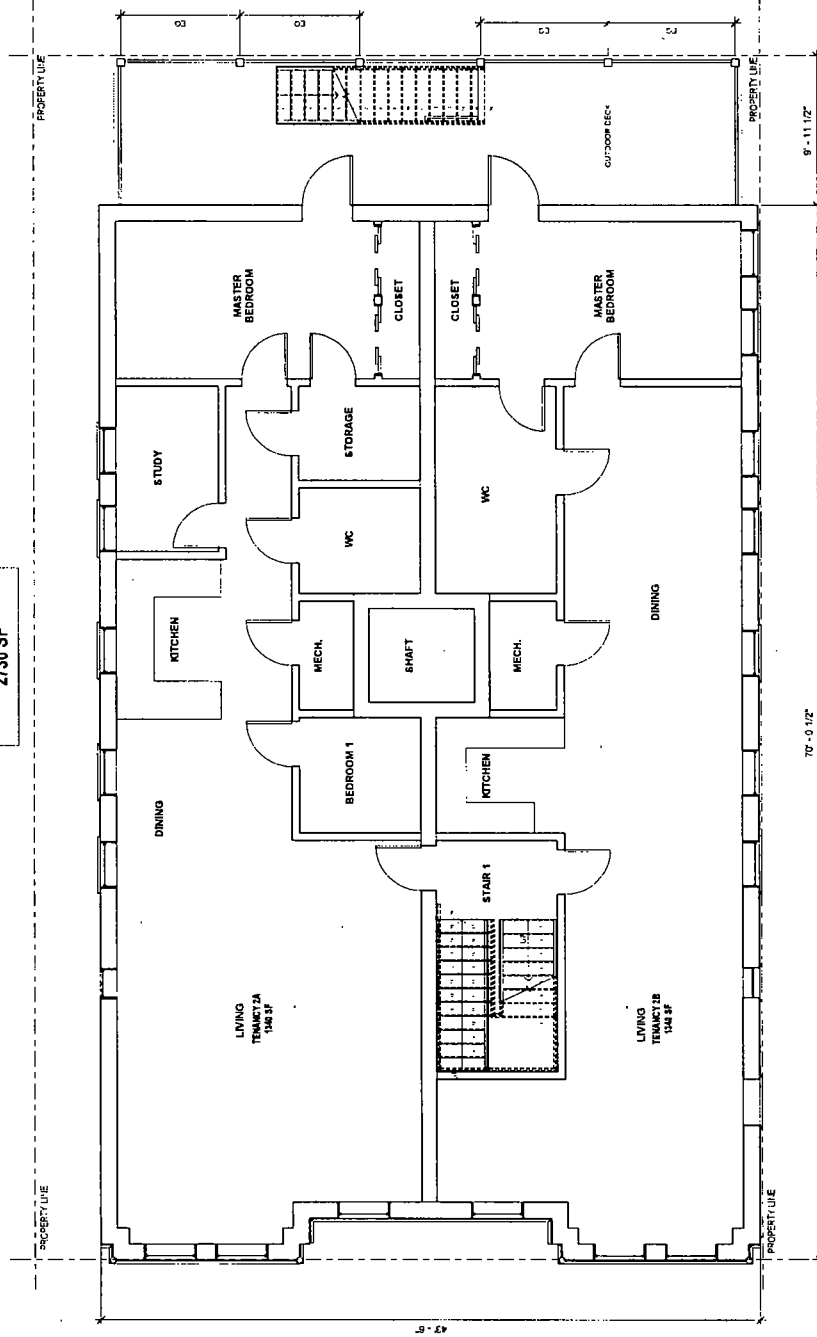 2730 SF
PROPERTY LINE
PROPERTY LINE
OUTDOOR DECK
PROPERTY LINE
9' - 11 1/2"
MASTER
BEDROOM
CLOSET
CLOSET
MASTER
BEDROOM
STUDY
STORAGE
WC
WC
KITCHEN
MECH.
SHAFT
MECH.
DINING
DINING
BEDROOM 1
KITCHEN
STAIR 1
70' - 0 1/2"
LIVING
TENANCY 2A
1340 SF
LIVING
TENANCY 2B
1340 SF
PROPERTY LINE
43' - 6"